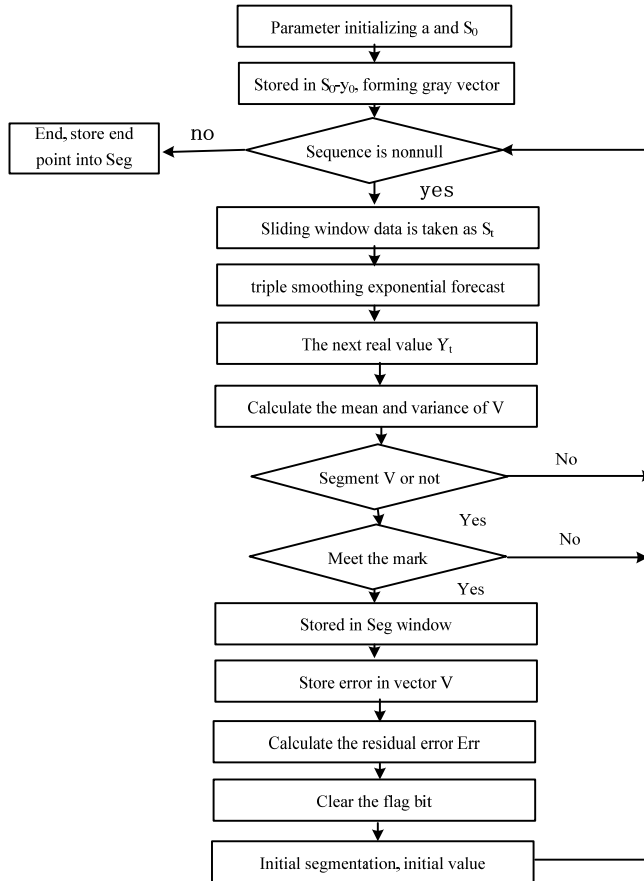 Parameter initializing a and S₀
Stored in S₀-y₀, forming gray vector
End, store end
point into Seg
no
Sequence is nonnull
yes
Sliding window data is taken as Sₜ
triple smoothing exponential forecast
The next real value Yₜ
Calculate the mean and variance of V
Segment V or not
No
Yes
Meet the mark
No
Yes
Stored in Seg window
Store error in vector V
Calculate the residual error Err
Clear the flag bit
Initial segmentation, initial value